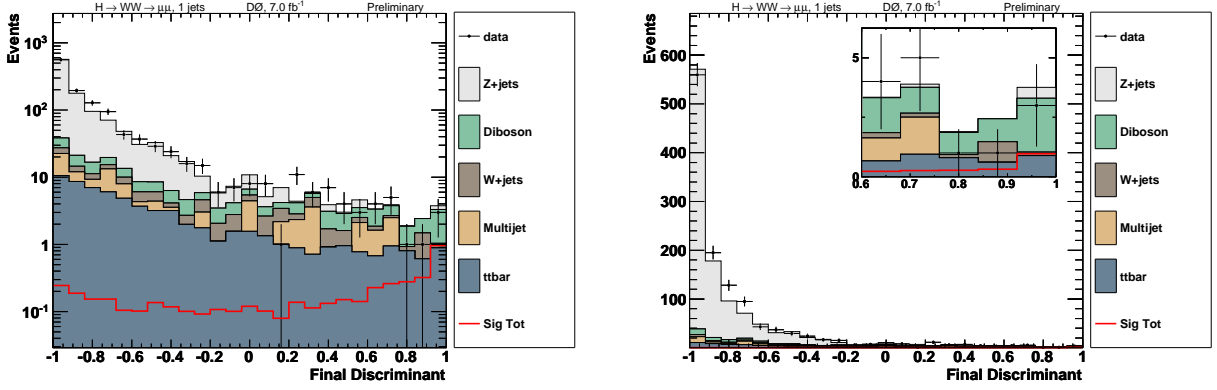 H → WW → μμ, 1 jets DØ, 7.0 fb⁻¹ Preliminary
Events
10³
10²
10
1
10⁻¹
-1 -0.8 -0.6 -0.4 -0.2 0 0.2 0.4 0.6 0.8 1
Final Discriminant
data
Z+jets
Diboson
W+jets
Multijet
ttbar
Sig Tot
H → WW → μμ, 1 jets DØ, 7.0 fb⁻¹ Preliminary
Events
600
500
400
300
200
100
-1 -0.8 -0.6 -0.4 -0.2 0 0.2 0.4 0.6 0.8 1
Final Discriminant
5
0
0.6 0.7 0.8 0.9 1
data
Z+jets
Diboson
W+jets
Multijet
ttbar
Sig Tot